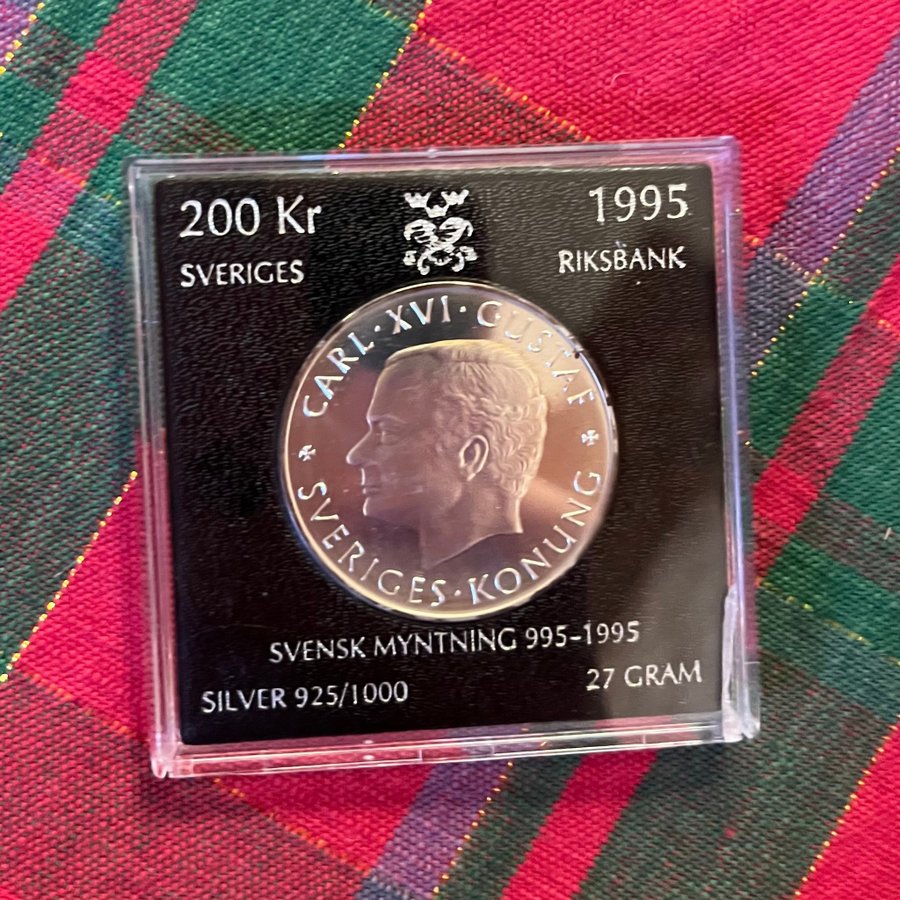 200 Kr
1995
SVERIGES
RIKSBANK
CARL·XVI·GUSTAF
SVERIGES·KONUNG
SVENSK MYNTNING 995-1995
SILVER 925/1000
27 GRAM